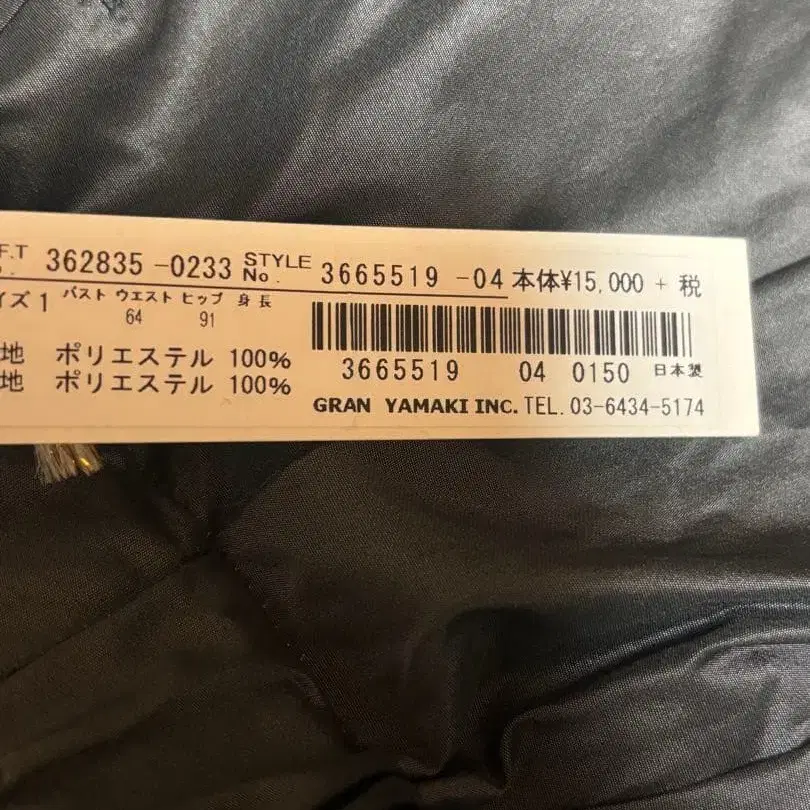 F.T 362835 -0233 STYLE No. 3665519 -04 本体¥15,000 + 税
イズ 1 バスト ウエスト ヒップ 身長
64 91
地 ポリエステル 100%
地 ポリエステル 100%
3665519 04 0150 日本製
GRAN YAMAKI INC. TEL. 03-6434-5174